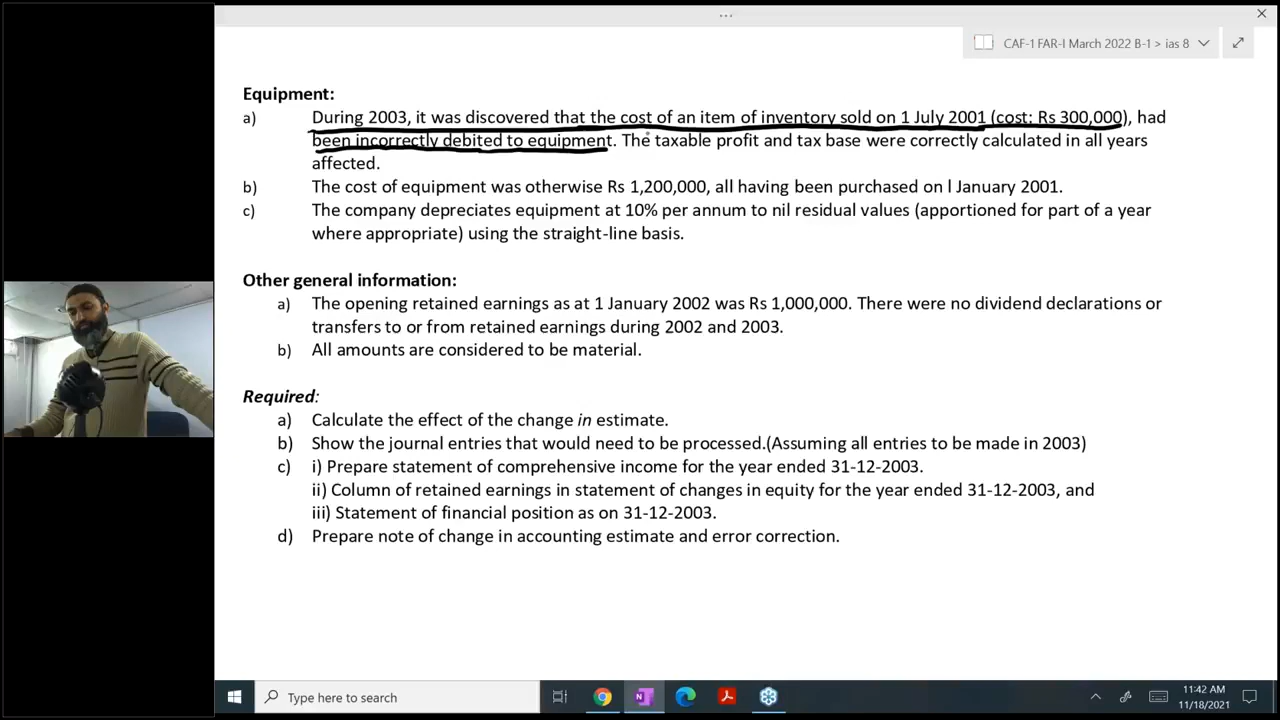 CAF-1 FAR-I March 2022 B-1 > ias 8
Equipment:
a) During 2003, it was discovered that the cost of an item of inventory sold on 1 July 2001 (cost: Rs 300,000), had
been incorrectly debited to equipment. The taxable profit and tax base were correctly calculated in all years
affected.
b) The cost of equipment was otherwise Rs 1,200,000, all having been purchased on l January 2001.
c) The company depreciates equipment at 10% per annum to nil residual values (apportioned for part of a year
where appropriate) using the straight-line basis.
Other general information:
a) The opening retained earnings as at 1 January 2002 was Rs 1,000,000. There were no dividend declarations or
transfers to or from retained earnings during 2002 and 2003.
b) All amounts are considered to be material.
Required:
a) Calculate the effect of the change in estimate.
b) Show the journal entries that would need to be processed.(Assuming all entries to be made in 2003)
c) i) Prepare statement of comprehensive income for the year ended 31-12-2003.
ii) Column of retained earnings in statement of changes in equity for the year ended 31-12-2003, and
iii) Statement of financial position as on 31-12-2003.
d) Prepare note of change in accounting estimate and error correction.
Type here to search
11:42 AM
11/18/2021